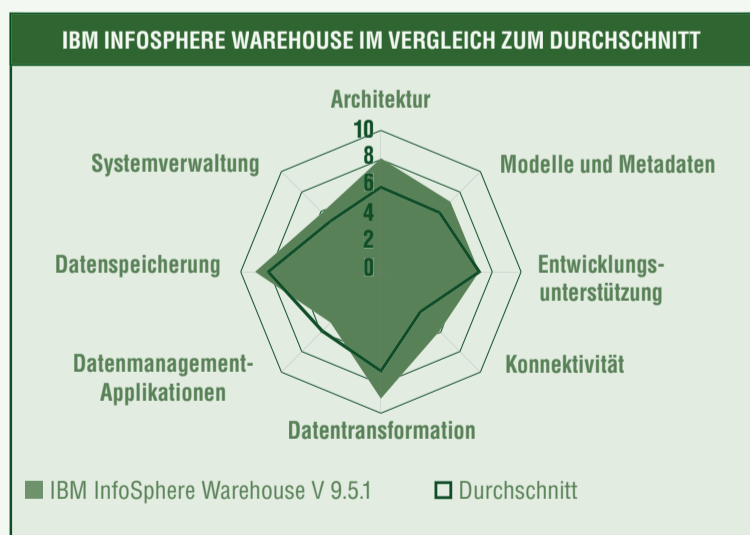 IBM INFOSPHERE WAREHOUSE IM VERGLEICH ZUM DURCHSCHNITT
Architektur
10
8
6
4
2
0
Systemverwaltung
Modelle und Metadaten
Datenspeicherung
Entwicklungs-
unterstützung
Datenmanagement-
Applikationen
Konnektivität
Datentransformation
IBM InfoSphere Warehouse V 9.5.1
Durchschnitt